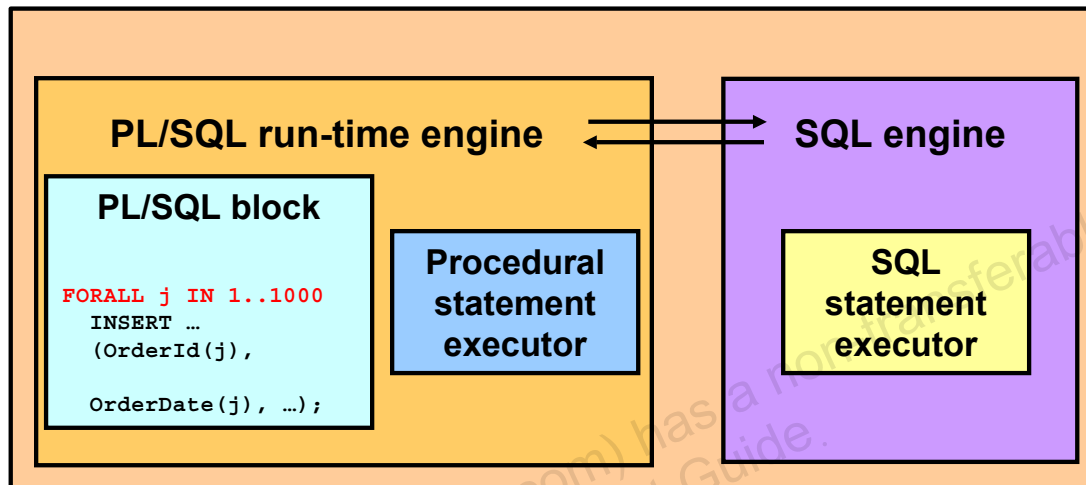 PL/SQL run-time engine
SQL engine
PL/SQL block
FORALL j IN 1..1000
INSERT …
(OrderId(j),
OrderDate(j), …);
Procedural
statement
executor
SQL
statement
executor
com) has a non-transferab
Guide.